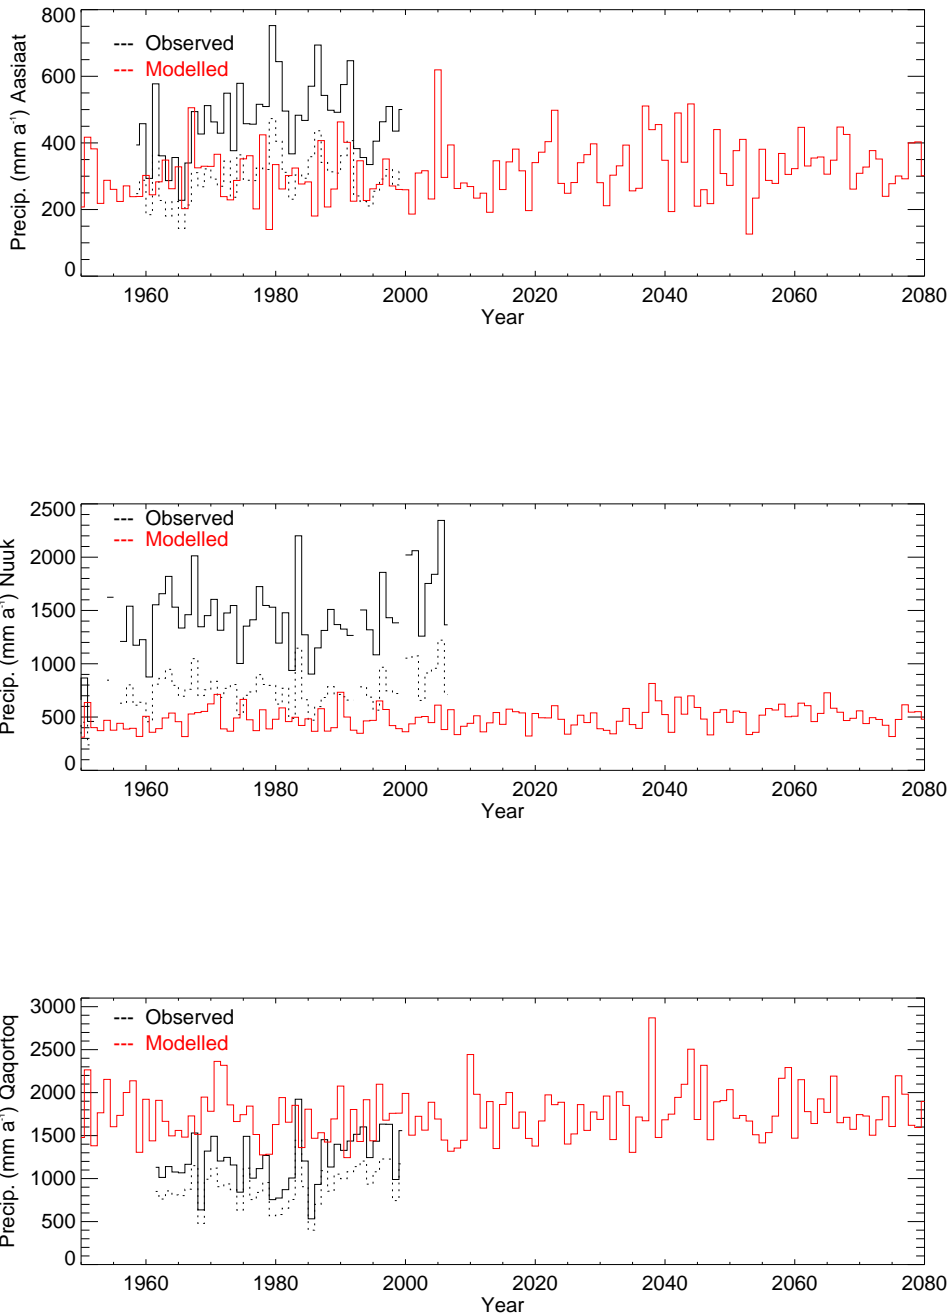 800
600
400
200
0
Precip. (mm a⁻¹) Aasiaat
Observed
Modelled
1960 1980 2000 2020 2040 2060 2080
Year
2500
2000
1500
1000
500
0
Precip. (mm a⁻¹) Nuuk
Observed
Modelled
1960 1980 2000 2020 2040 2060 2080
Year
3000
2500
2000
1500
1000
500
0
Precip. (mm a⁻¹) Qaqortoq
Observed
Modelled
1960 1980 2000 2020 2040 2060 2080
Year